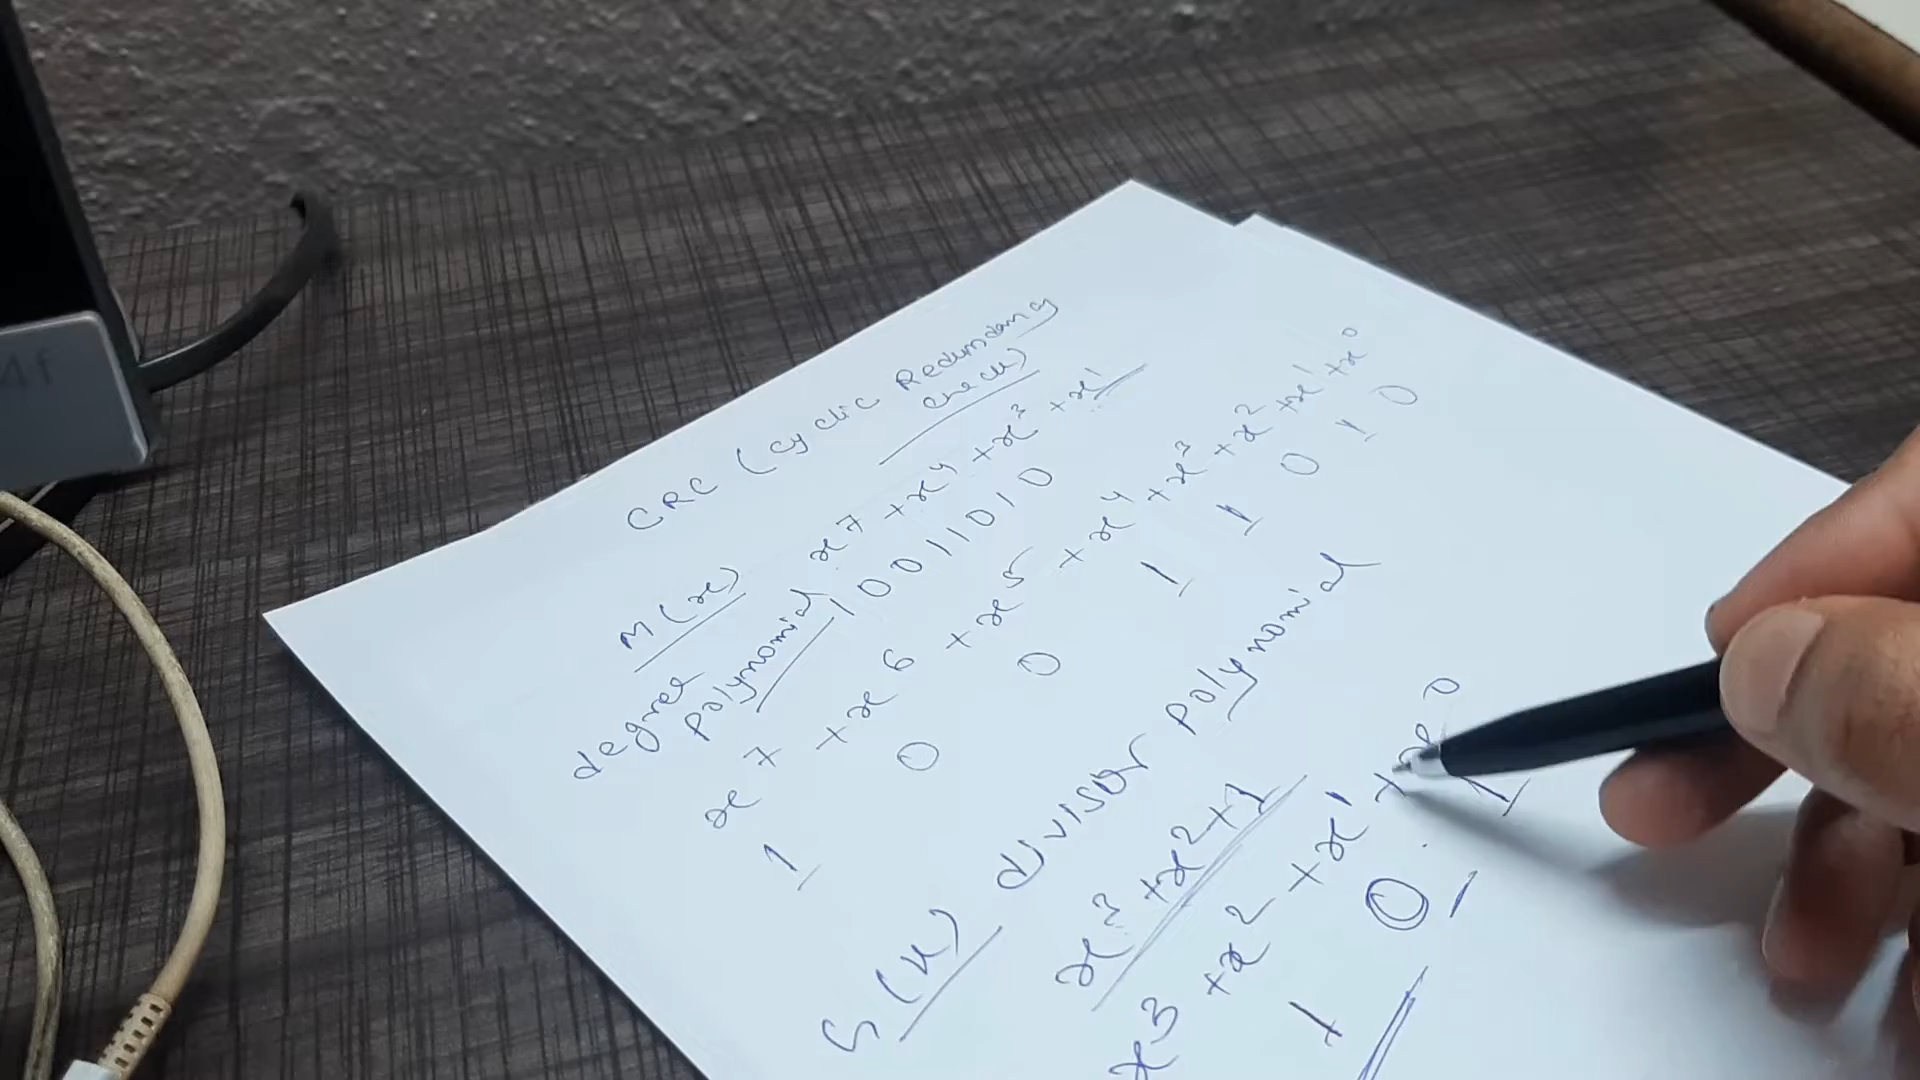 CRC (Cyclic Redundancy
Check)
M(x) x⁷ + x⁴ + x³ + x¹
degree
polynomial 10011010
x⁷ + x⁶ + x⁵ + x⁴ + x³ + x² + x¹ + x⁰
1 0 0 1 1 0 1 0
G(x) divisor polynomial
x³ + x² + 1
x³ + x² + x¹ + x⁰
1 0 1
4f